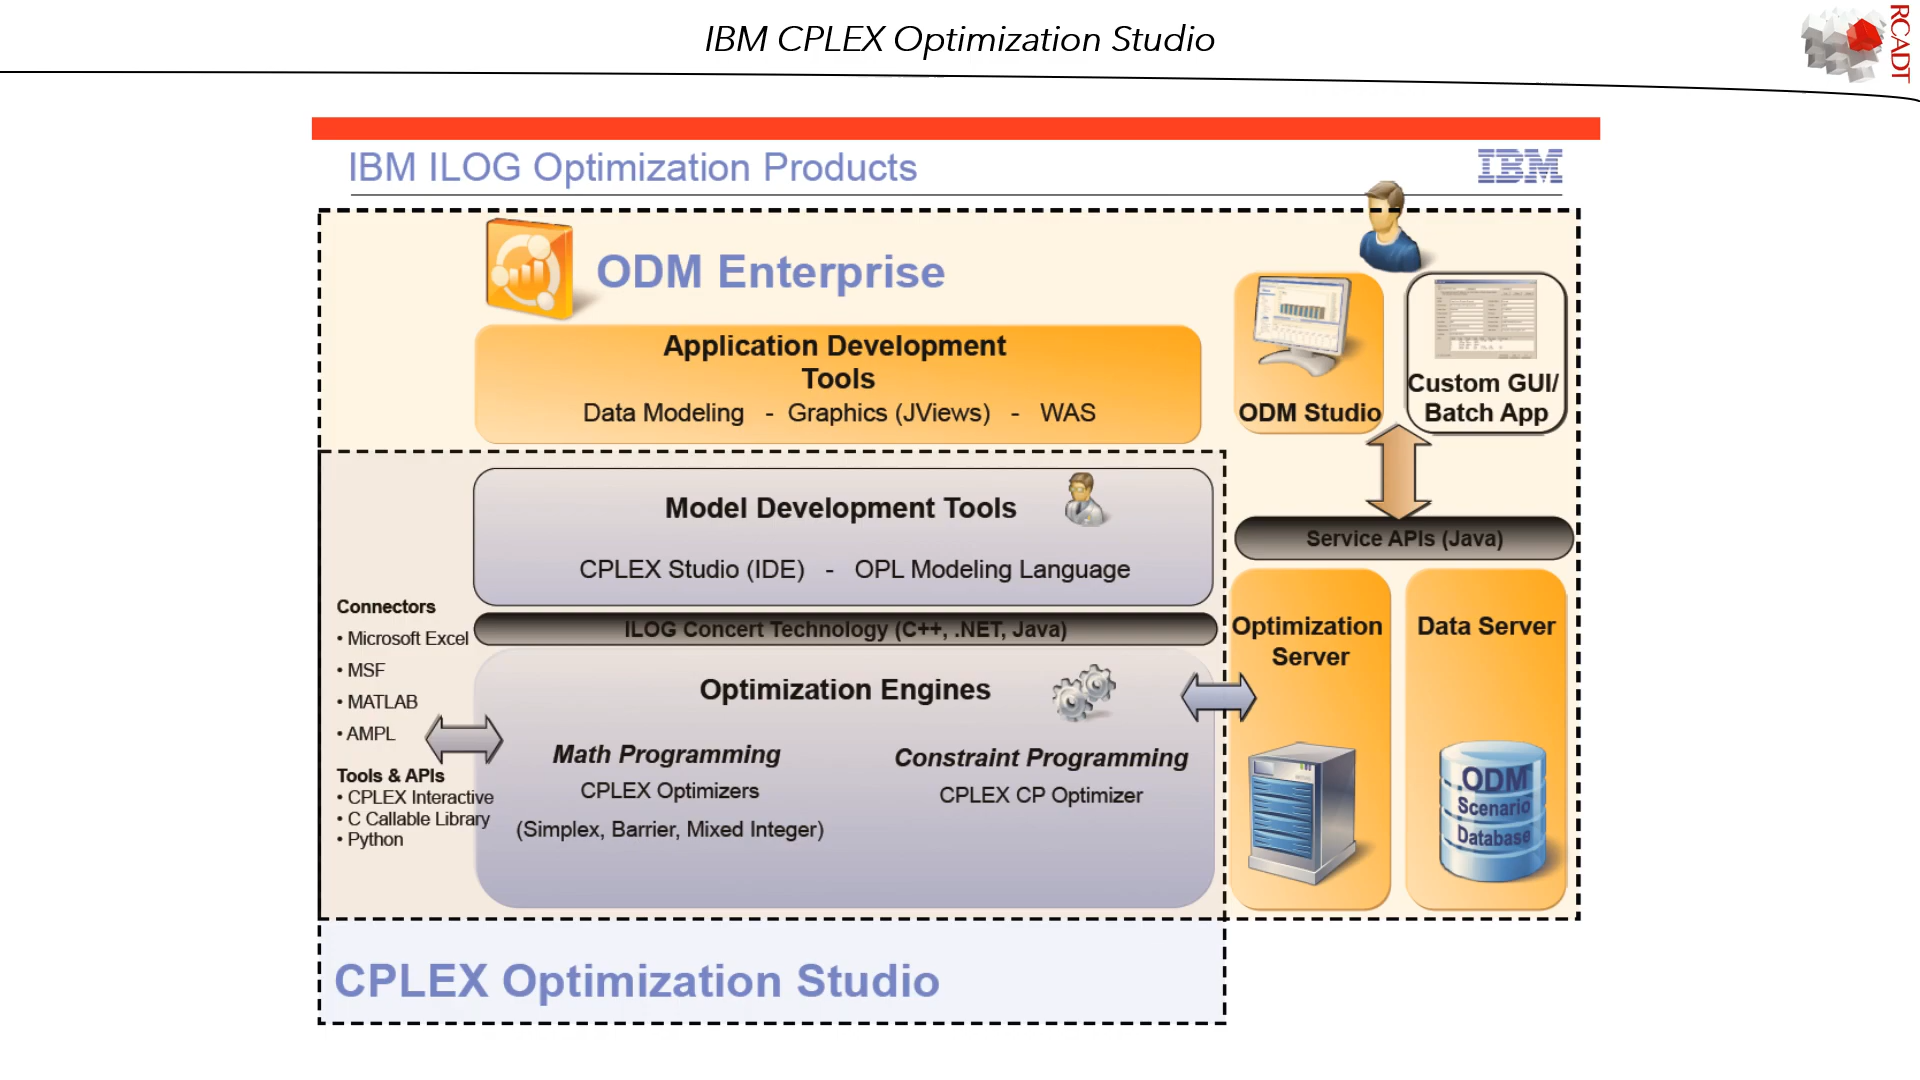 IBM CPLEX Optimization Studio
RCADT
IBM ILOG Optimization Products
IBM
ODM Enterprise
Application Development
Tools
Data Modeling - Graphics (JViews) - WAS
ODM Studio
Custom GUI/
Batch App
Model Development Tools
CPLEX Studio (IDE) - OPL Modeling Language
Service APIs (Java)
Connectors
• Microsoft Excel
• MSF
• MATLAB
• AMPL
Tools & APIs
• CPLEX Interactive
• C Callable Library
• Python
ILOG Concert Technology (C++, .NET, Java)
Optimization Engines
Math Programming
CPLEX Optimizers
(Simplex, Barrier, Mixed Integer)
Constraint Programming
CPLEX CP Optimizer
Optimization
Server
Data Server
ODM
Scenario
Database
CPLEX Optimization Studio